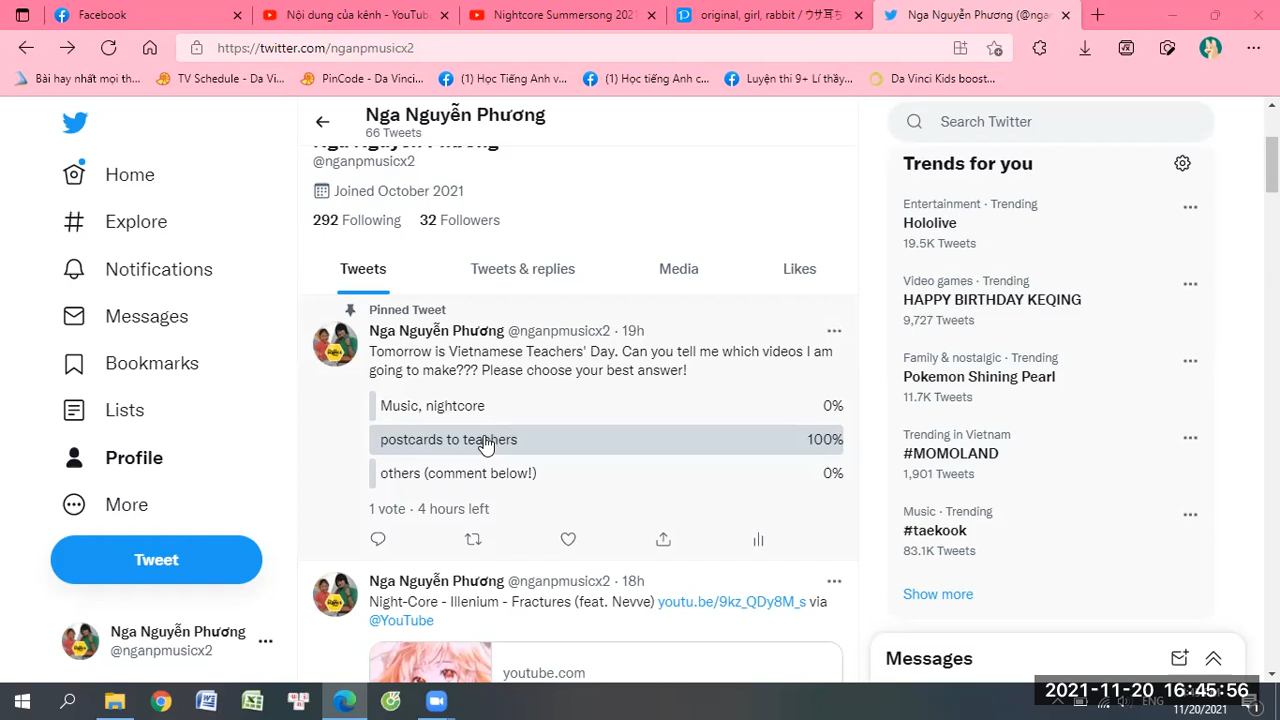 Facebook
Nội dung của kênh - YouTub
Nightcore Summersong 2021
original, girl, rabbit / ウサ耳ち
Nga Nguyễn Phương (@nga
https://twitter.com/nganpmusicx2
Bài hay nhất mọi th...
TV Schedule - Da Vi...
PinCode - Da Vinci...
(1) Học Tiếng Anh v...
(1) Học tiếng Anh c...
Luyện thi 9+ Lí thầy...
Da Vinci Kids boost...
Home
Explore
Notifications
Messages
Bookmarks
Lists
Profile
More
Tweet
Nga Nguyễn Phương
@nganpmusicx2
Nga Nguyễn Phương
66 Tweets
@nganpmusicx2
Joined October 2021
292 Following 32 Followers
Tweets Tweets & replies Media Likes
Pinned Tweet
Nga Nguyễn Phương @nganpmusicx2 · 19h
Tomorrow is Vietnamese Teachers' Day. Can you tell me which videos I am
going to make??? Please choose your best answer!
Music, nightcore 0%
postcards to teachers 100%
others (comment below!) 0%
1 vote · 4 hours left
Nga Nguyễn Phương @nganpmusicx2 · 18h
Night-Core - Illenium - Fractures (feat. Nevve) youtu.be/9kz_QDy8M_s via
@YouTube
youtube.com
Search Twitter
Trends for you
Entertainment · Trending
Hololive
19.5K Tweets
Video games · Trending
HAPPY BIRTHDAY KEQING
9,727 Tweets
Family & nostalgic · Trending
Pokemon Shining Pearl
11.7K Tweets
Trending in Vietnam
#MOMOLAND
1,901 Tweets
Music · Trending
#taekook
83.1K Tweets
Show more
Messages
2021-11-20 16:45:56
ENG
11/20/2021